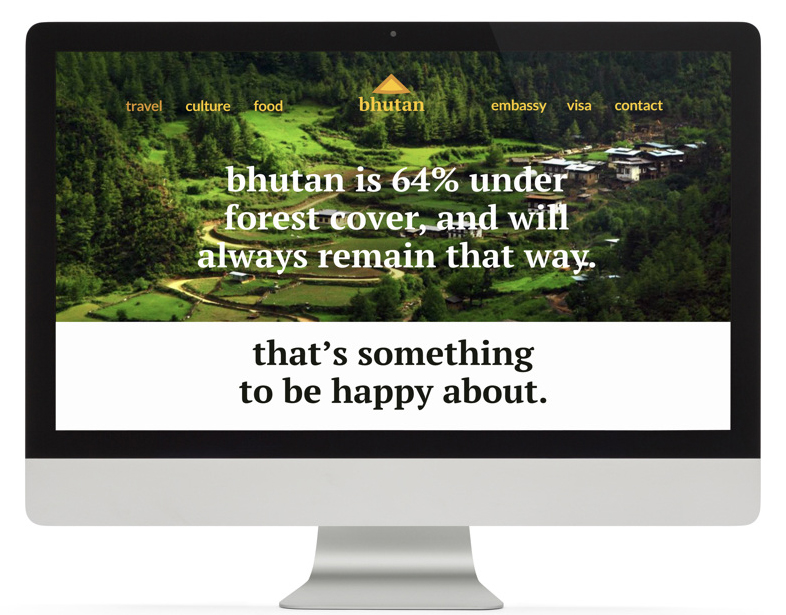 travel culture food bhutan embassy visa contact
bhutan is 64% under
forest cover, and will
always remain that way.
that's something
to be happy about.